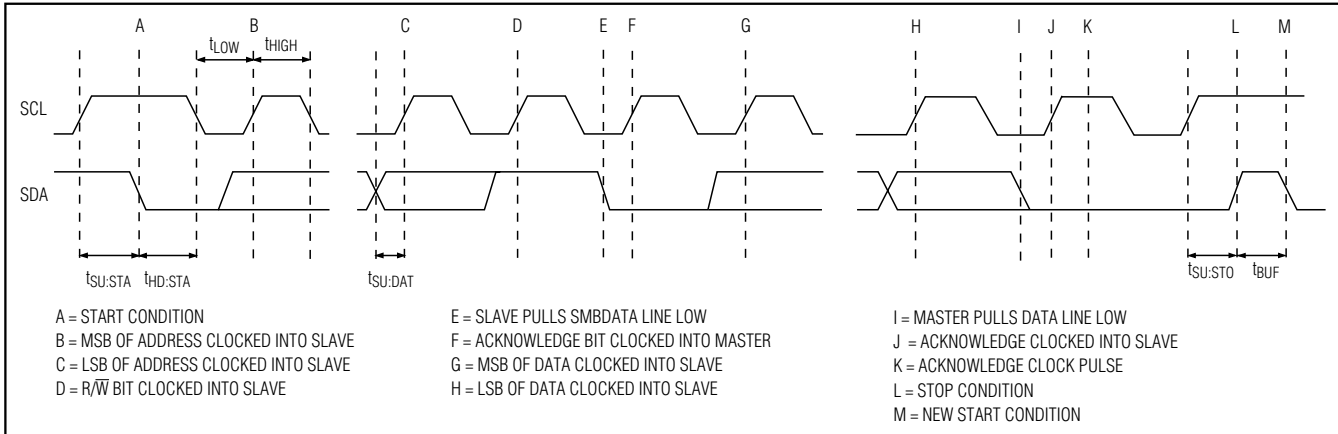 A B C D E F G H I J K L M
tLOW tHIGH
SCL
SDA
tSU:STA tHD:STA tSU:DAT tSU:STO tBUF
A = START CONDITION
B = MSB OF ADDRESS CLOCKED INTO SLAVE
C = LSB OF ADDRESS CLOCKED INTO SLAVE
D = R/W̅ BIT CLOCKED INTO SLAVE
E = SLAVE PULLS SMBDATA LINE LOW
F = ACKNOWLEDGE BIT CLOCKED INTO MASTER
G = MSB OF DATA CLOCKED INTO SLAVE
H = LSB OF DATA CLOCKED INTO SLAVE
I = MASTER PULLS DATA LINE LOW
J = ACKNOWLEDGE CLOCKED INTO SLAVE
K = ACKNOWLEDGE CLOCK PULSE
L = STOP CONDITION
M = NEW START CONDITION